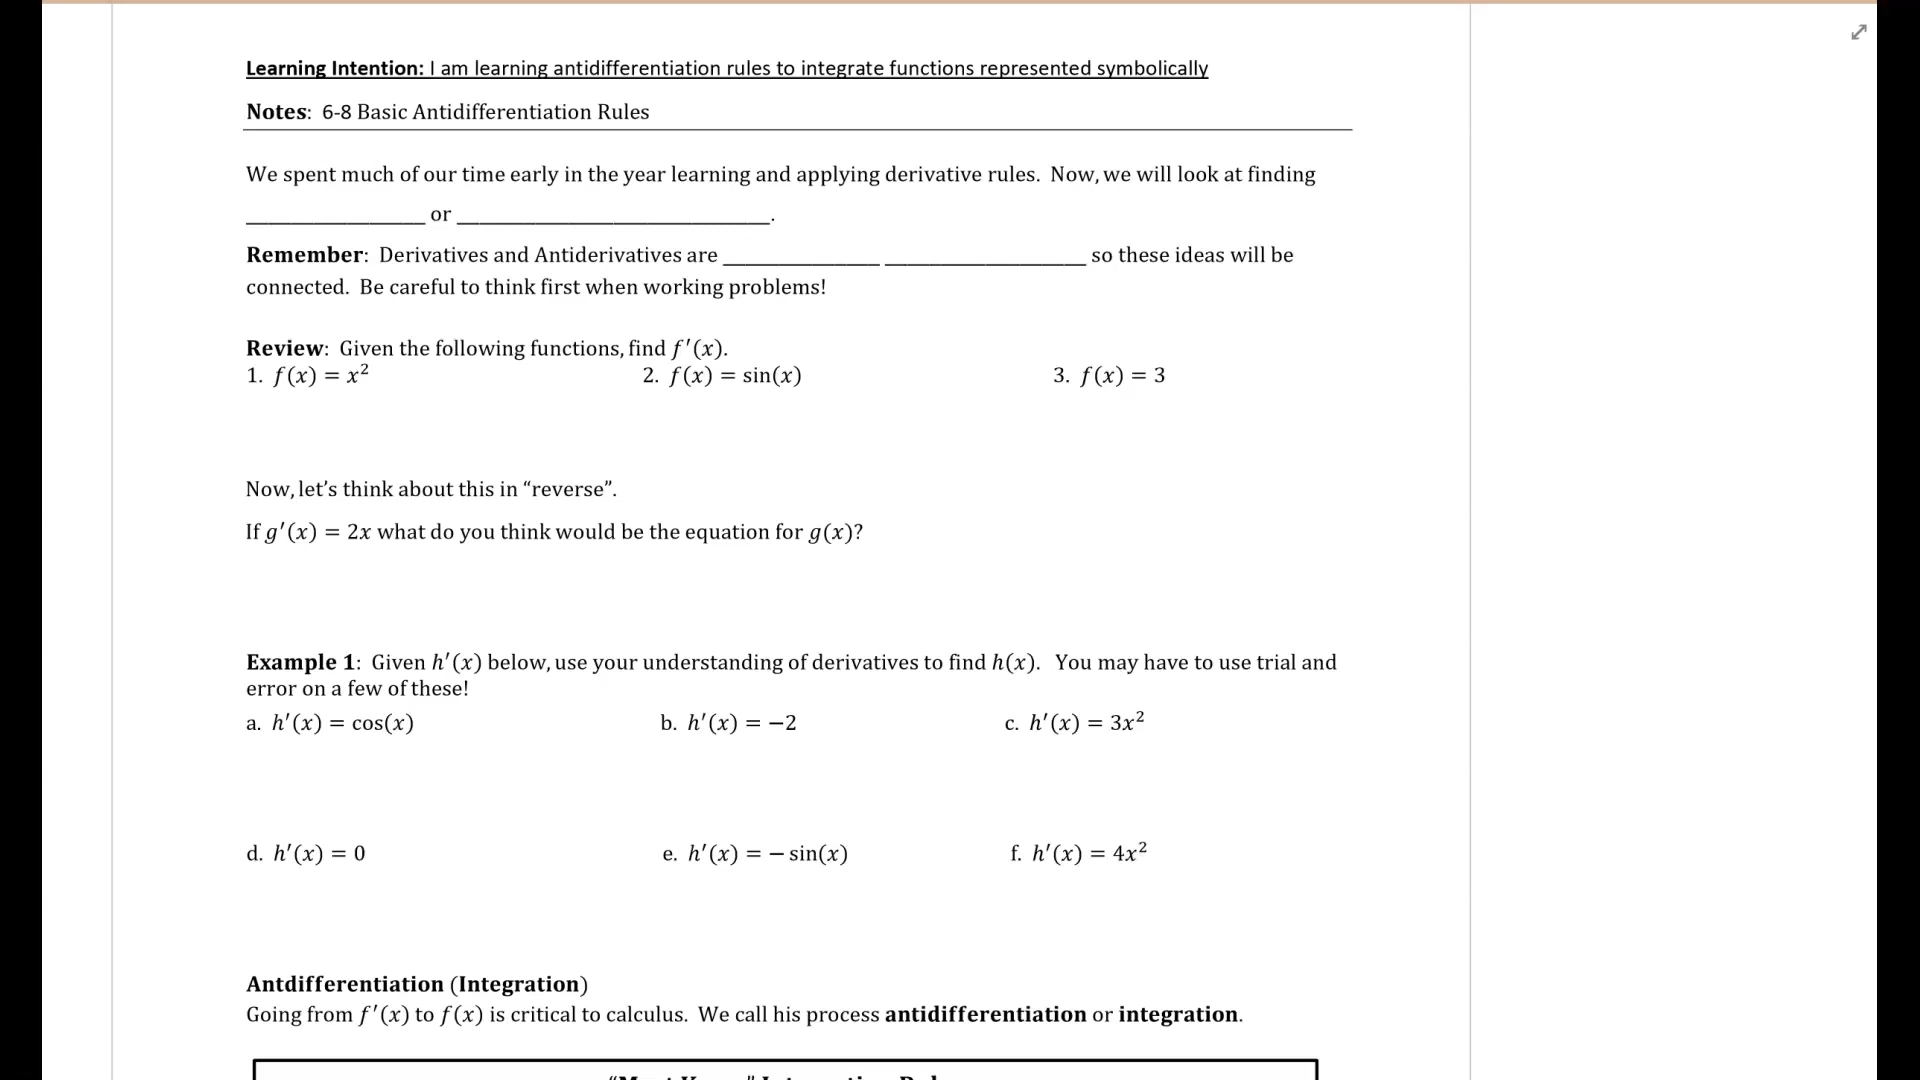 Learning Intention: I am learning antidifferentiation rules to integrate functions represented symbolically
Notes: 6-8 Basic Antidifferentiation Rules
We spent much of our time early in the year learning and applying derivative rules. Now, we will look at finding
________________ or ____________________________.
Remember: Derivatives and Antiderivatives are ______________ __________________ so these ideas will be
connected. Be careful to think first when working problems!
Review: Given the following functions, find f′(x).
1. f(x) = x² 2. f(x) = sin(x) 3. f(x) = 3
Now, let’s think about this in “reverse”.
If g′(x) = 2x what do you think would be the equation for g(x)?
Example 1: Given h′(x) below, use your understanding of derivatives to find h(x). You may have to use trial and
error on a few of these!
a. h′(x) = cos(x) b. h′(x) = −2 c. h′(x) = 3x²
d. h′(x) = 0 e. h′(x) = − sin(x) f. h′(x) = 4x²
Antdifferentiation (Integration)
Going from f′(x) to f(x) is critical to calculus. We call his process antidifferentiation or integration.